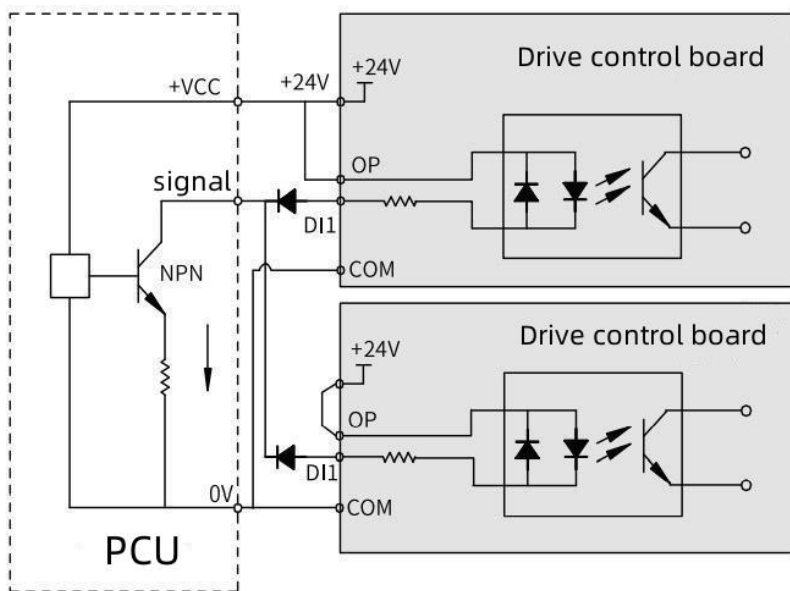 Drive control board
+24V
+VCC
+24V
OP
signal
DI1
NPN
COM
Drive control board
+24V
OP
DI1
0V
COM
PCU